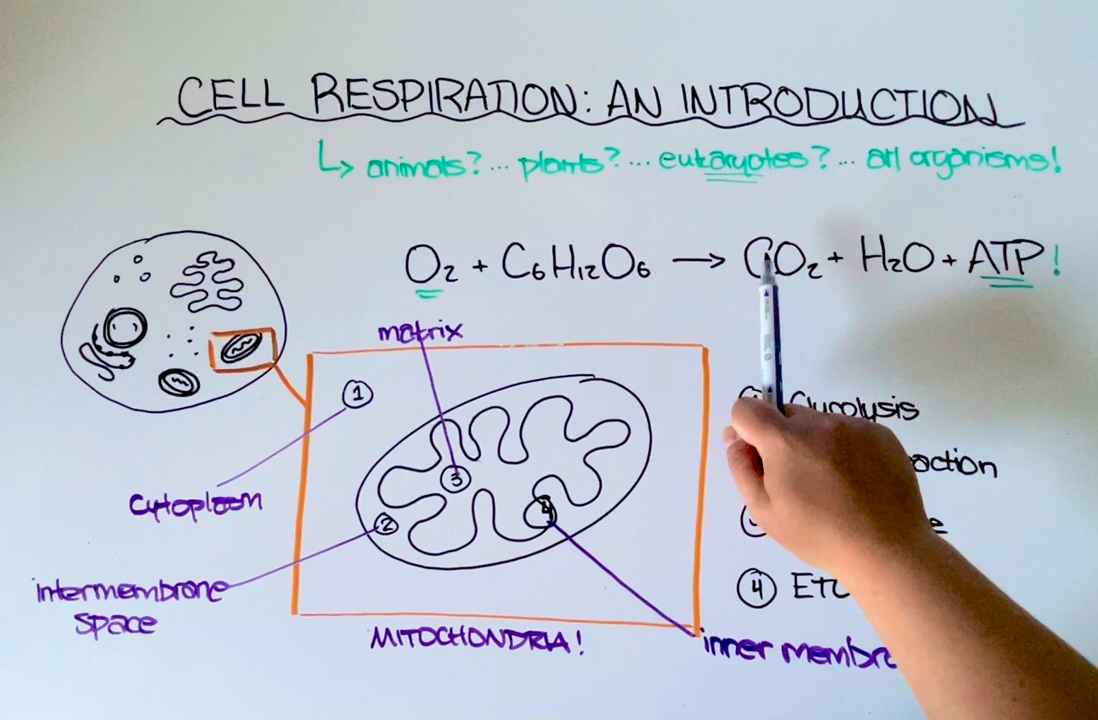 CELL RESPIRATION: AN INTRODUCTION
↳ animals? ... plants? ... eukaryotes? ... all organisms!
O₂ + C₆H₁₂O₆ → CO₂ + H₂O + ATP!
matrix
①
cytoplasm
③
②
④
intermembrane
space
MITOCHONDRIA!
inner
Glycolysis
④ ETC